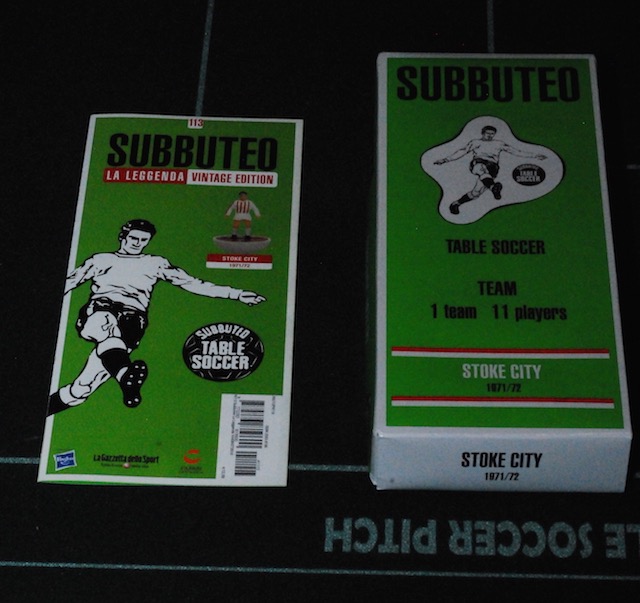 113
SUBBUTEO
LA LEGGENDA VINTAGE EDITION
STOKE CITY
1971/72
SUBBUTEO
TABLE
SOCCER
Hasbro
La Gazzetta dello Sport
SUBBUTEO
TABLE
SOCCER
TABLE SOCCER
TEAM
1 team 11 players
STOKE CITY
1971/72
STOKE CITY
1971/72
LE SOCCER PITCH